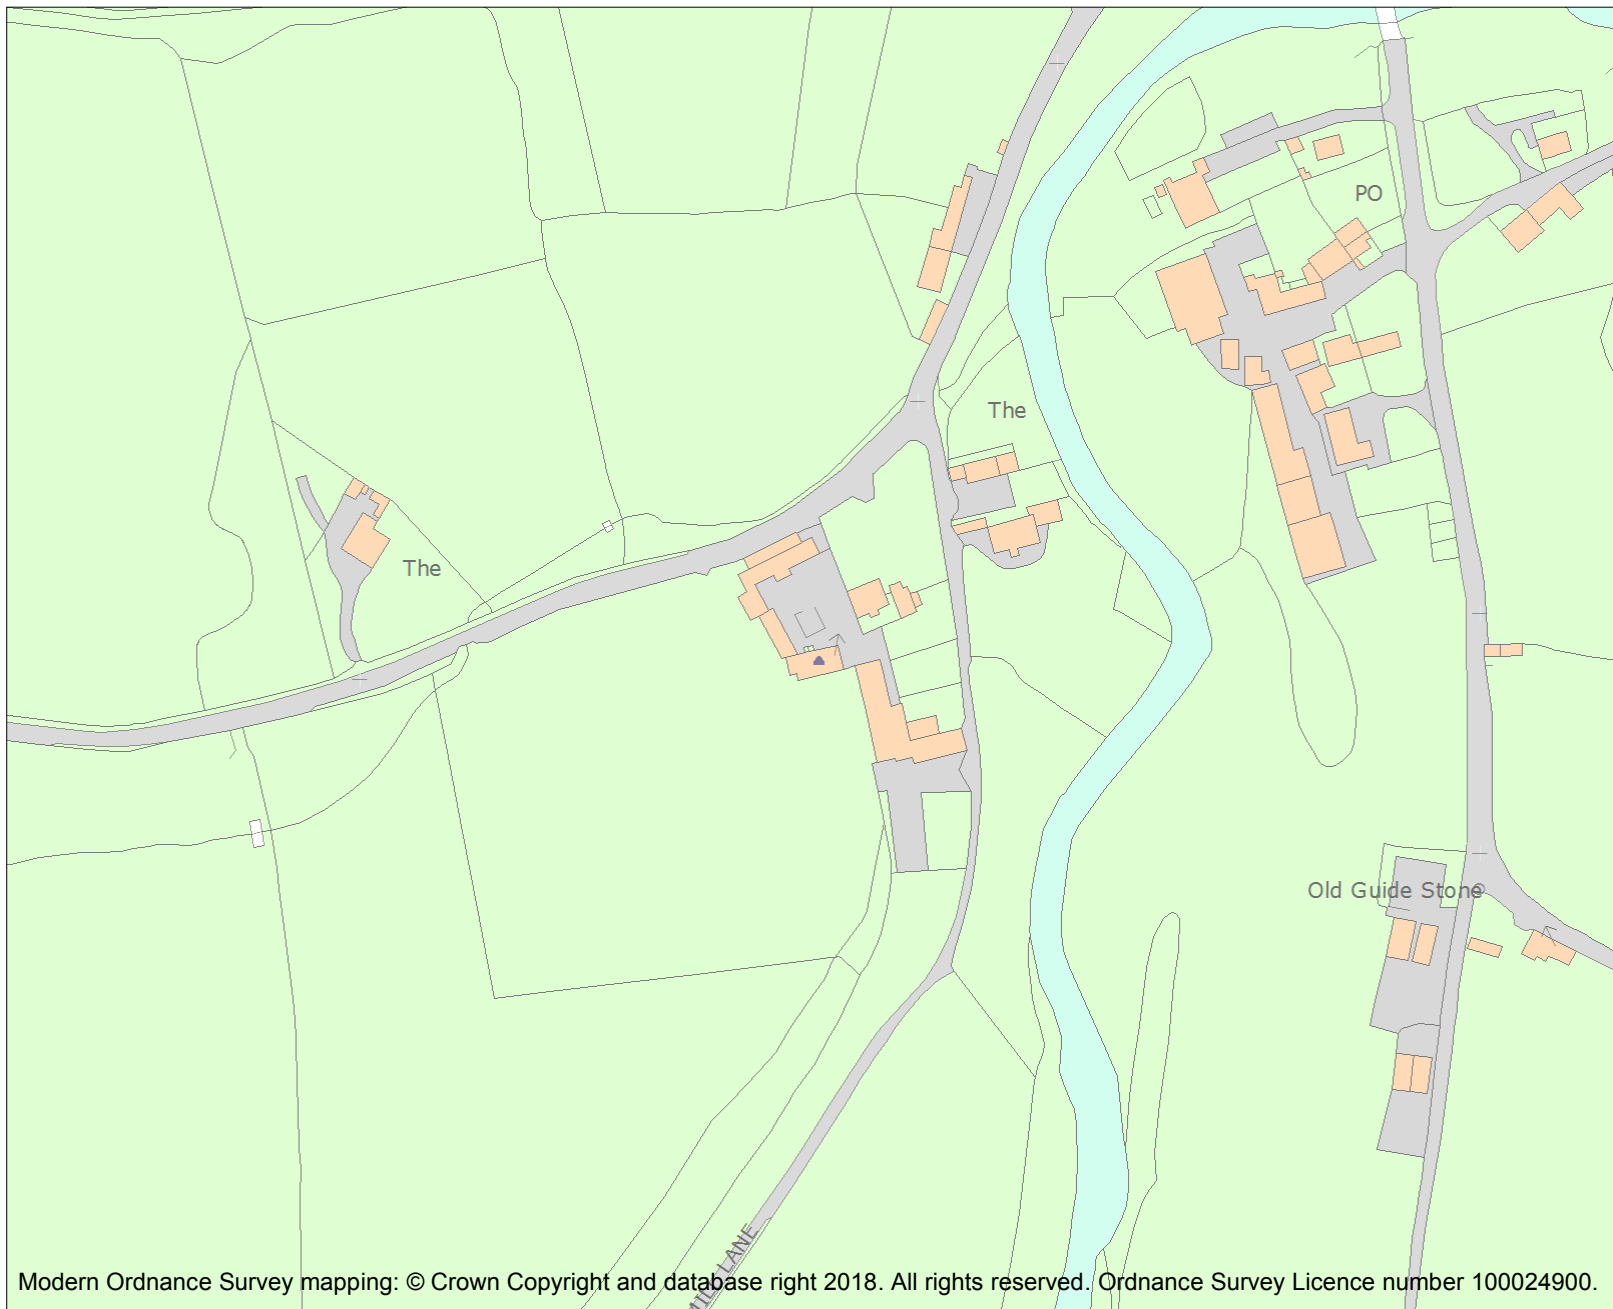 PO
The
The
Old Guide Stone
LANE
Modern Ordnance Survey mapping: © Crown Copyright and database right 2018. All rights reserved. Ordnance Survey Licence number 100024900.